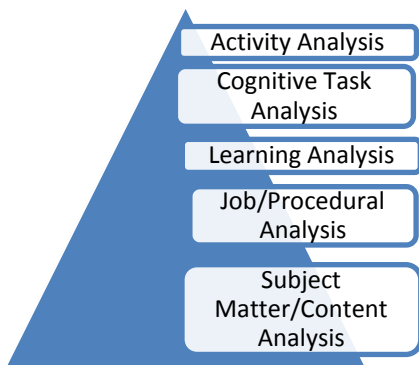 Activity Analysis
Cognitive Task
Analysis
Learning Analysis
Job/Procedural
Analysis
Subject
Matter/Content
Analysis